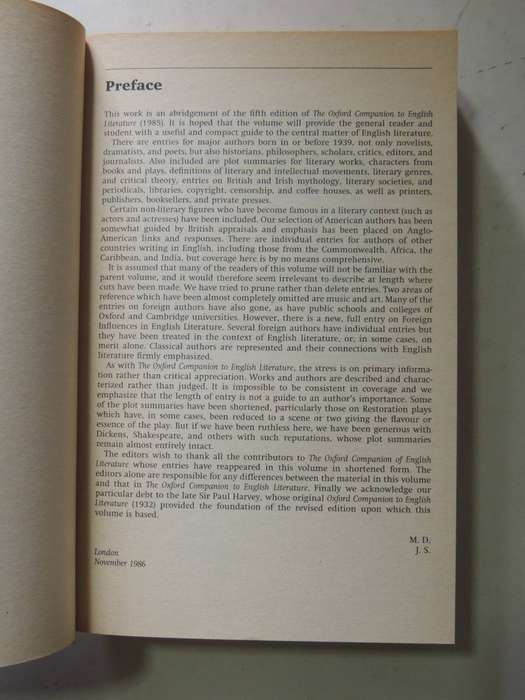 Preface
This work is an abridgement of the fifth edition of The Oxford Companion to English
Literature (1985). It is hoped that the volume will provide the general reader and
student with a useful and compact guide to the central matter of English literature.
There are entries for major authors born in or before 1939, not only novelists,
dramatists, and poets, but also historians, philosophers, scholars, critics, editors, and
journalists. Also included are plot summaries for literary works, characters from
books and plays, definitions of literary and intellectual movements, literary genres,
and critical theory, entries on British and Irish mythology, literary societies, and
periodicals, libraries, copyright, censorship, and coffee houses, as well as printers,
publishers, booksellers, and private presses.
Certain non-literary figures who have become famous in a literary context (such as
actors and actresses) have been included. Our selection of American authors has been
somewhat guided by British appraisals and emphasis has been placed on Anglo-
American links and responses. There are individual entries for authors of other
countries writing in English, including those from the Commonwealth, Africa, the
Caribbean, and India, but coverage here is by no means comprehensive.
It is assumed that many of the readers of this volume will not be familiar with the
parent volume, and it would therefore seem irrelevant to describe at length where
cuts have been made. We have tried to prune rather than delete entries. Two areas of
reference which have been almost completely omitted are music and art. Many of the
entries on foreign authors have also gone, as have public schools and colleges of
Oxford and Cambridge universities. However, there is a new, full entry on Foreign
Influences in English Literature. Several foreign authors have individual entries but
they have been treated in the context of English literature, or, in some cases, on
merit alone. Classical authors are represented and their connections with English
literature firmly emphasized.
As with The Oxford Companion to English Literature, the stress is on primary informa-
tion rather than critical appreciation. Works and authors are described and charac-
terized rather than judged. It is impossible to be consistent in coverage and we
emphasize that the length of entry is not a guide to an author's importance. Some
of the plot summaries have been shortened, particularly those on Restoration plays
which have, in some cases, been reduced to a scene or two giving the flavour or
essence of the play. But if we have been ruthless here, we have been generous with
Dickens, Shakespeare, and others with such reputations, whose plot summaries
remain almost entirely intact.
The editors wish to thank all the contributors to The Oxford Companion of English
Literature whose entries have reappeared in this volume in shortened form. The
editors alone are responsible for any differences between the material in this volume
and that in The Oxford Companion to English Literature. Finally we acknowledge our
particular debt to the late Sir Paul Harvey, whose original Oxford Companion to English
Literature (1932) provided the foundation of the revised edition upon which this
volume is based.
M. D.
J. S.
London
November 1986